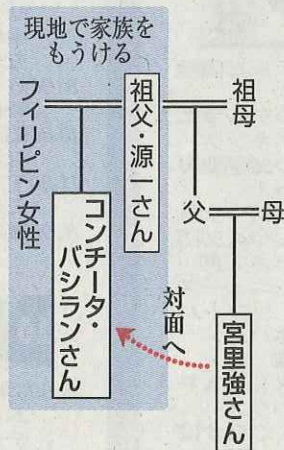 現地で家族を
もうける
祖母
祖父・源一さん
フィリピン女性
母
父
コンチータ・
バシランさん
対面へ
宮里強さん